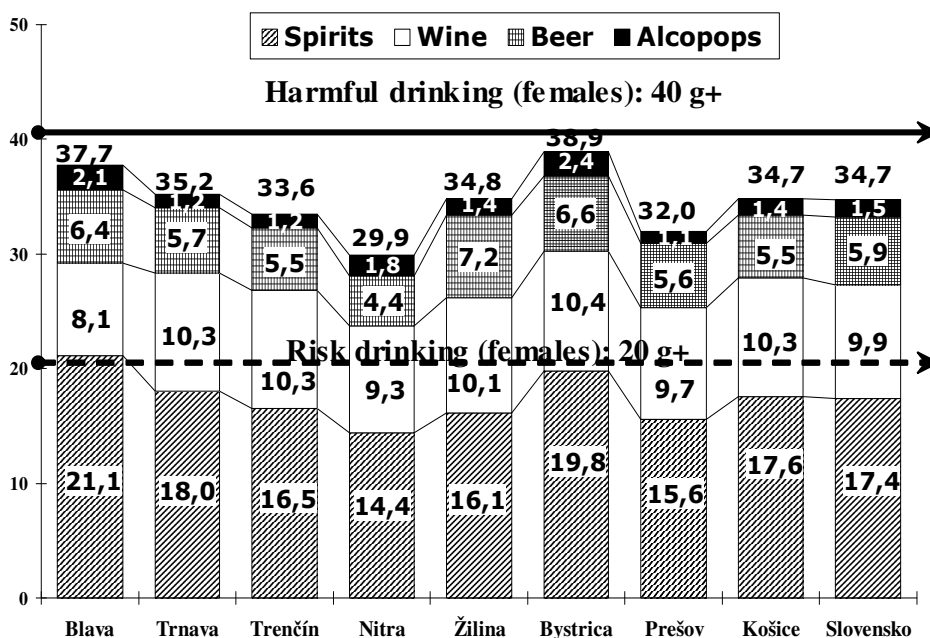 50
Spirits Wine Beer Alcopops
Harmful drinking (females): 40 g+
40
37,7 35,2 33,6 29,9 34,8 38,9 32,0 34,7 34,7
2,1 1,2 1,2 1,8 1,4 2,4 1,1 1,4 1,5
6,4 5,7 5,5 4,4 7,2 6,6 5,6 5,5 5,9
30
8,1 10,3 10,3 9,3 10,1 10,4 9,7 10,3 9,9
Risk drinking (females): 20 g+
20
21,1 18,0 16,5 14,4 16,1 19,8 15,6 17,6 17,4
10
0
Blava Trnava Trenčín Nitra Žilina Bystrica Prešov Košice Slovensko